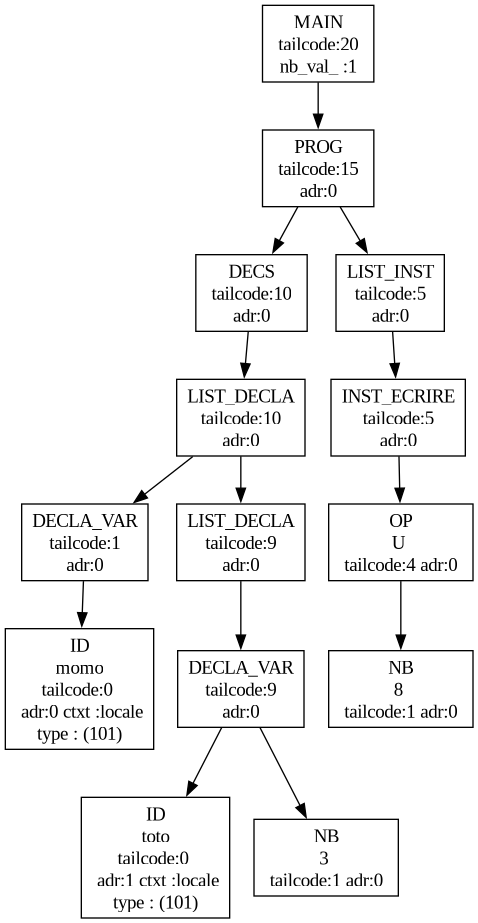 MAIN
tailcode:20
nb_val_ :1
PROG
tailcode:15
adr:0
DECS
tailcode:10
adr:0
LIST_INST
tailcode:5
adr:0
LIST_DECLA
tailcode:10
adr:0
INST_ECRIRE
tailcode:5
adr:0
DECLA_VAR
tailcode:1
adr:0
LIST_DECLA
tailcode:9
adr:0
OP
U
tailcode:4 adr:0
ID
momo
tailcode:0
adr:0 ctxt :locale
type : (101)
DECLA_VAR
tailcode:9
adr:0
NB
8
tailcode:1 adr:0
ID
toto
tailcode:0
adr:1 ctxt :locale
type : (101)
NB
3
tailcode:1 adr:0